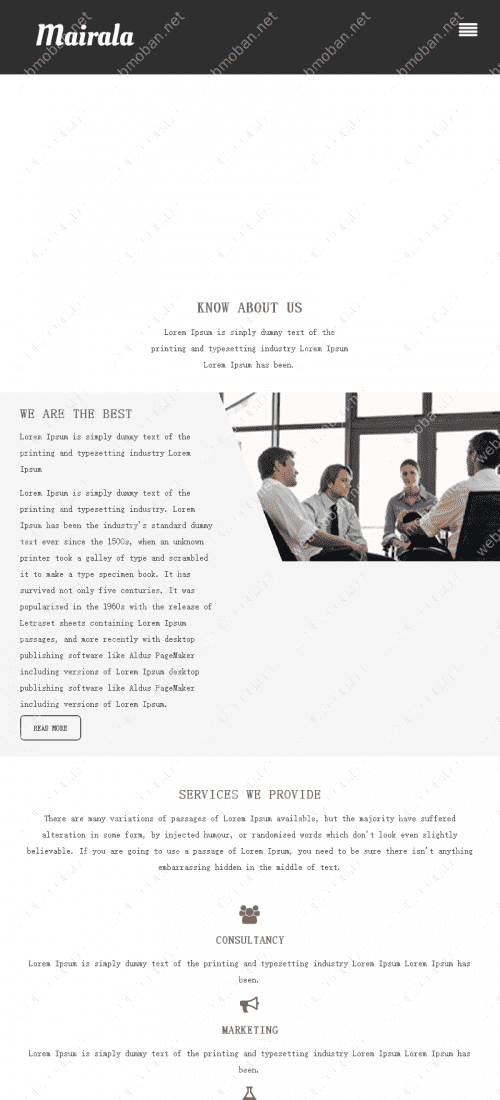 Mairala
KNOW ABOUT US
Lorem Ipsum is simply dummy text of the
printing and typesetting industry Lorem Ipsum
Lorem Ipsum has been.
WE ARE THE BEST
Lorem Ipsum is simply dummy text of the
printing and typesetting industry Lorem
Ipsum
Lorem Ipsum is simply dummy text of the
printing and typesetting industry. Lorem
Ipsum has been the industry's standard dummy
text ever since the 1500s, when an unknown
printer took a galley of type and scrambled
it to make a type specimen book. It has
survived not only five centuries. It was
popularised in the 1960s with the release of
Letraset sheets containing Lorem Ipsum
passages, and more recently with desktop
publishing software like Aldus PageMaker
including versions of Lorem Ipsum desktop
publishing software like Aldus PageMaker
including versions of Lorem Ipsum.
READ MORE
SERVICES WE PROVIDE
There are many variations of passages of Lorem Ipsum available, but the majority have suffered
alteration in some form, by injected humour, or randomised words which don't look even slightly
believable. If you are going to use a passage of Lorem Ipsum, you need to be sure there isn't anything
embarrassing hidden in the middle of text.
CONSULTANCY
Lorem Ipsum is simply dummy text of the printing and typesetting industry Lorem Ipsum Lorem Ipsum has
been.
MARKETING
Lorem Ipsum is simply dummy text of the printing and typesetting industry Lorem Ipsum Lorem Ipsum has
been.